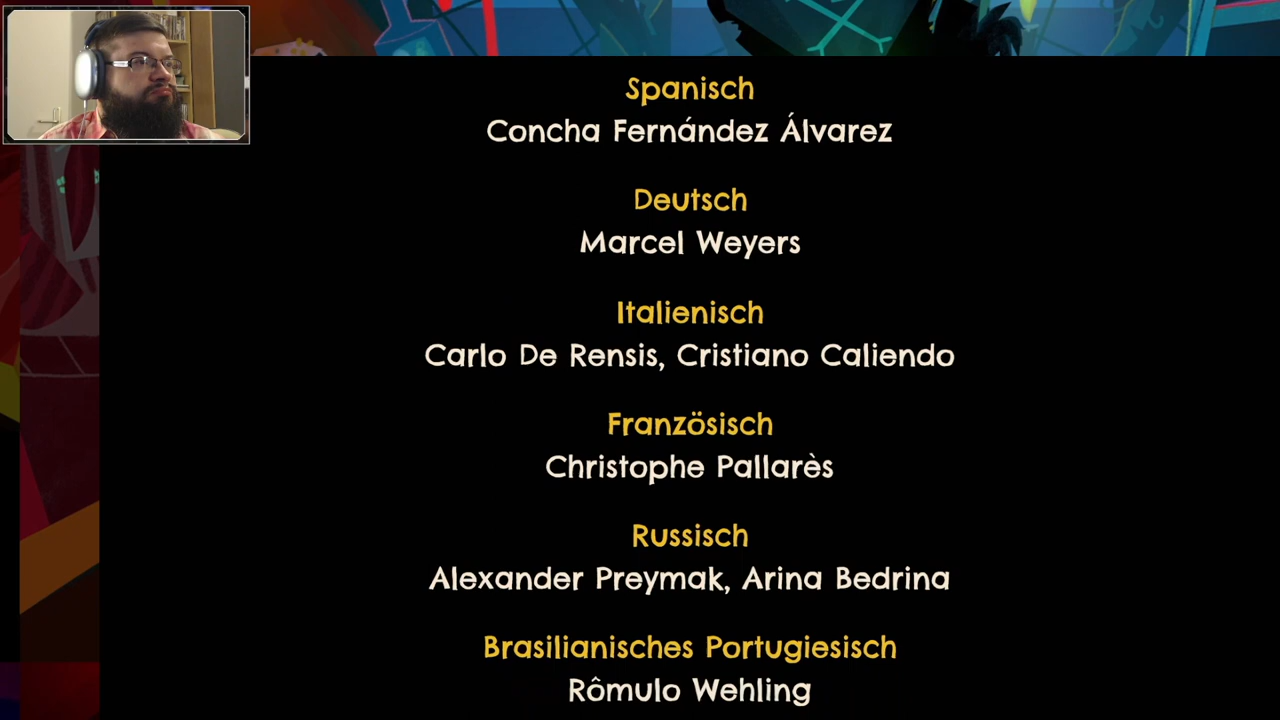 Spanisch
Concha Fernández Álvarez
Deutsch
Marcel Weyers
Italienisch
Carlo De Rensis, Cristiano Caliendo
Französisch
Christophe Pallarès
Russisch
Alexander Preymak, Arina Bedrina
Brasilianisches Portugiesisch
Rômulo Wehling